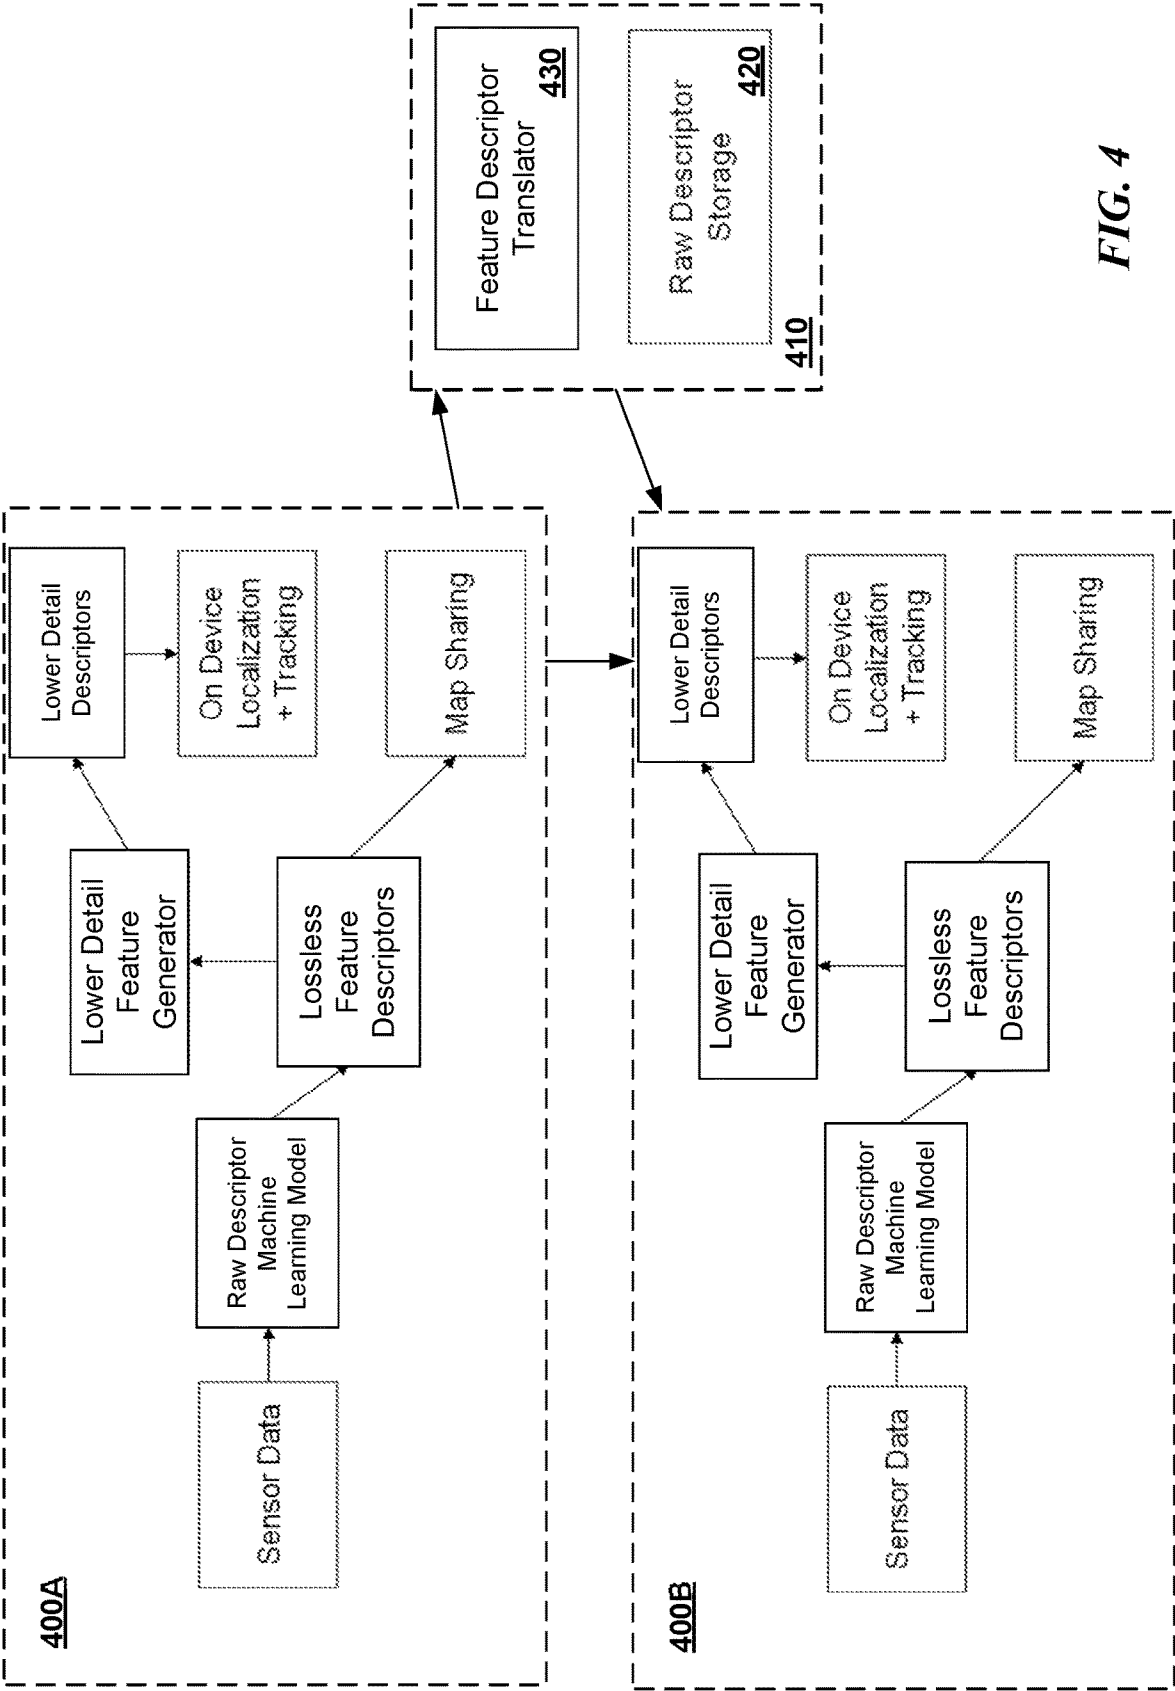 400A
Sensor Data
Raw Descriptor
Machine
Learning Model
Lossless
Feature
Descriptors
Lower Detail
Feature
Generator
Lower Detail
Descriptors
On Device
Localization
+ Tracking
Map Sharing
400B
Sensor Data
Raw Descriptor
Machine
Learning Model
Lossless
Feature
Descriptors
Lower Detail
Feature
Generator
Lower Detail
Descriptors
On Device
Localization
+ Tracking
Map Sharing
410
Feature Descriptor
Translator
430
Raw Descriptor
Storage
420
FIG. 4